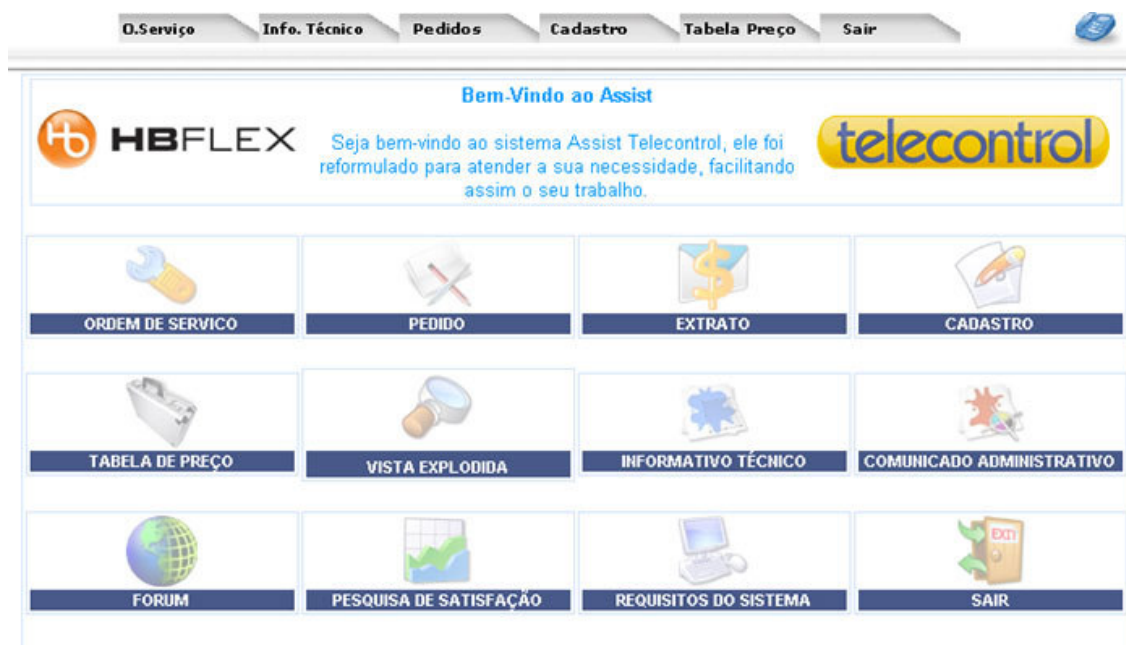 O.Serviço Info. Técnico Pedidos Cadastro Tabela Preço Sair
Bem-Vindo ao Assist
Hb HBFLEX
Seja bem-vindo ao sistema Assist Telecontrol, ele foi
reformulado para atender a sua necessidade, facilitando
assim o seu trabalho.
telecontrol
ORDEM DE SERVICO PEDIDO EXTRATO CADASTRO
TABELA DE PREÇO VISTA EXPLODIDA INFORMATIVO TÉCNICO COMUNICADO ADMINISTRATIVO
EXIT
FORUM PESQUISA DE SATISFAÇÃO REQUISITOS DO SISTEMA SAIR